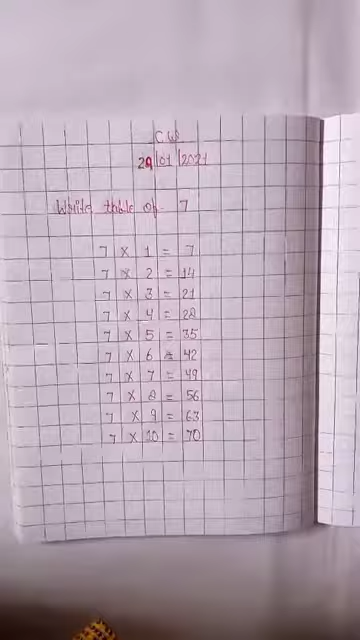 C.W
29/01/2021
Write table of 7
7 × 1 = 7
7 × 2 = 14
7 × 3 = 21
7 × 4 = 28
7 × 5 = 35
7 × 6 = 42
7 × 7 = 49
7 × 8 = 56
7 × 9 = 63
7 × 10 = 70